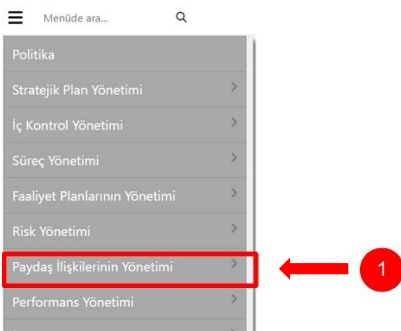 Menüde ara...
Politika
Stratejik Plan Yönetimi
İç Kontrol Yönetimi
Süreç Yönetimi
Faaliyet Planlarının Yönetimi
Risk Yönetimi
Paydaş İlişkilerinin Yönetimi
1
Performans Yönetimi